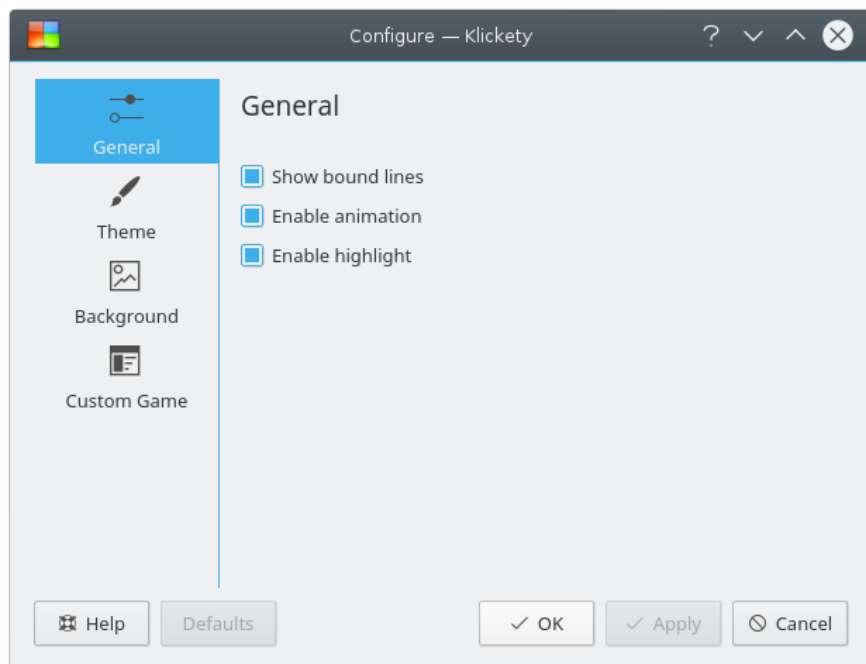 Configure — Klickety
General
Theme
Background
Custom Game
General
Show bound lines
Enable animation
Enable highlight
Help
Defaults
OK
Apply
Cancel